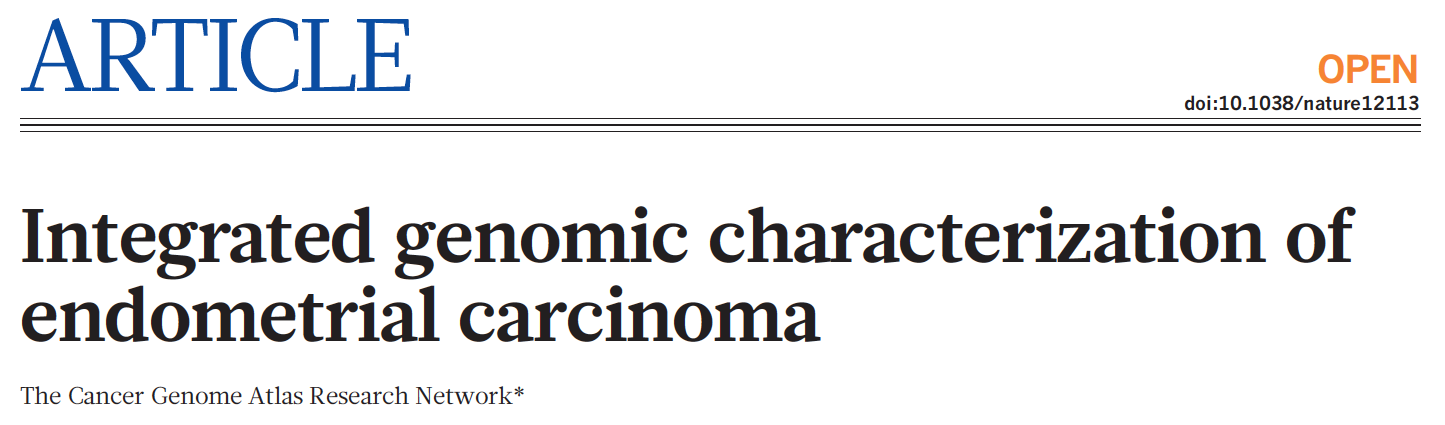 ARTICLE
OPEN
doi:10.1038/nature12113
Integrated genomic characterization of
endometrial carcinoma
The Cancer Genome Atlas Research Network*